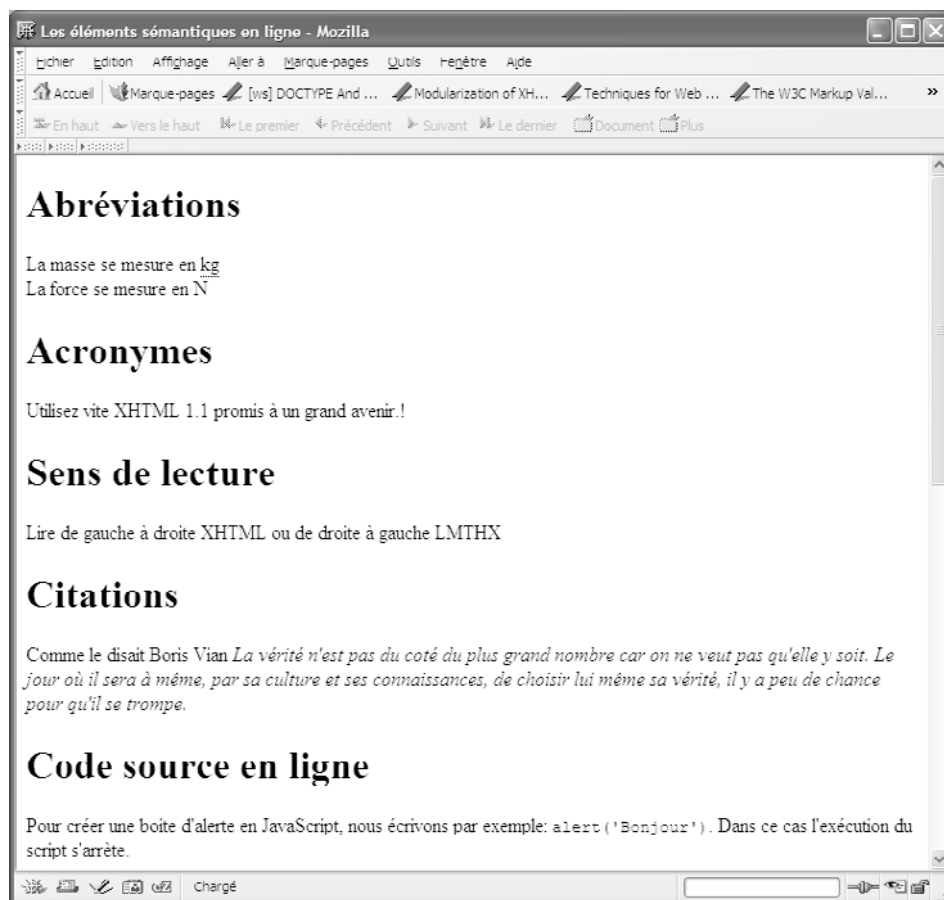 Les éléments sémantiques en ligne - Mozilla
Fichier Edition Affichage Aller à Marque-pages Outils Fenêtre Aide
Accueil Marque-pages [ws] DOCTYPE And ... Modularization of XH... Techniques for Web ... The W3C Markup Val... »
En haut Vers le haut Le premier Précédent Suivant Le dernier Document Plus
Abréviations
La masse se mesure en kg
La force se mesure en N
Acronymes
Utilisez vite XHTML 1.1 promis à un grand avenir.!
Sens de lecture
Lire de gauche à droite XHTML ou de droite à gauche LMTHX
Citations
Comme le disait Boris Vian La vérité n'est pas du coté du plus grand nombre car on ne veut pas qu'elle y soit. Le
jour où il sera à même, par sa culture et ses connaissances, de choisir lui même sa vérité, il y a peu de chance
pour qu'il se trompe.
Code source en ligne
Pour créer une boite d'alerte en JavaScript, nous écrivons par exemple: alert('Bonjour'). Dans ce cas l'exécution du
script s'arrète.
Chargé